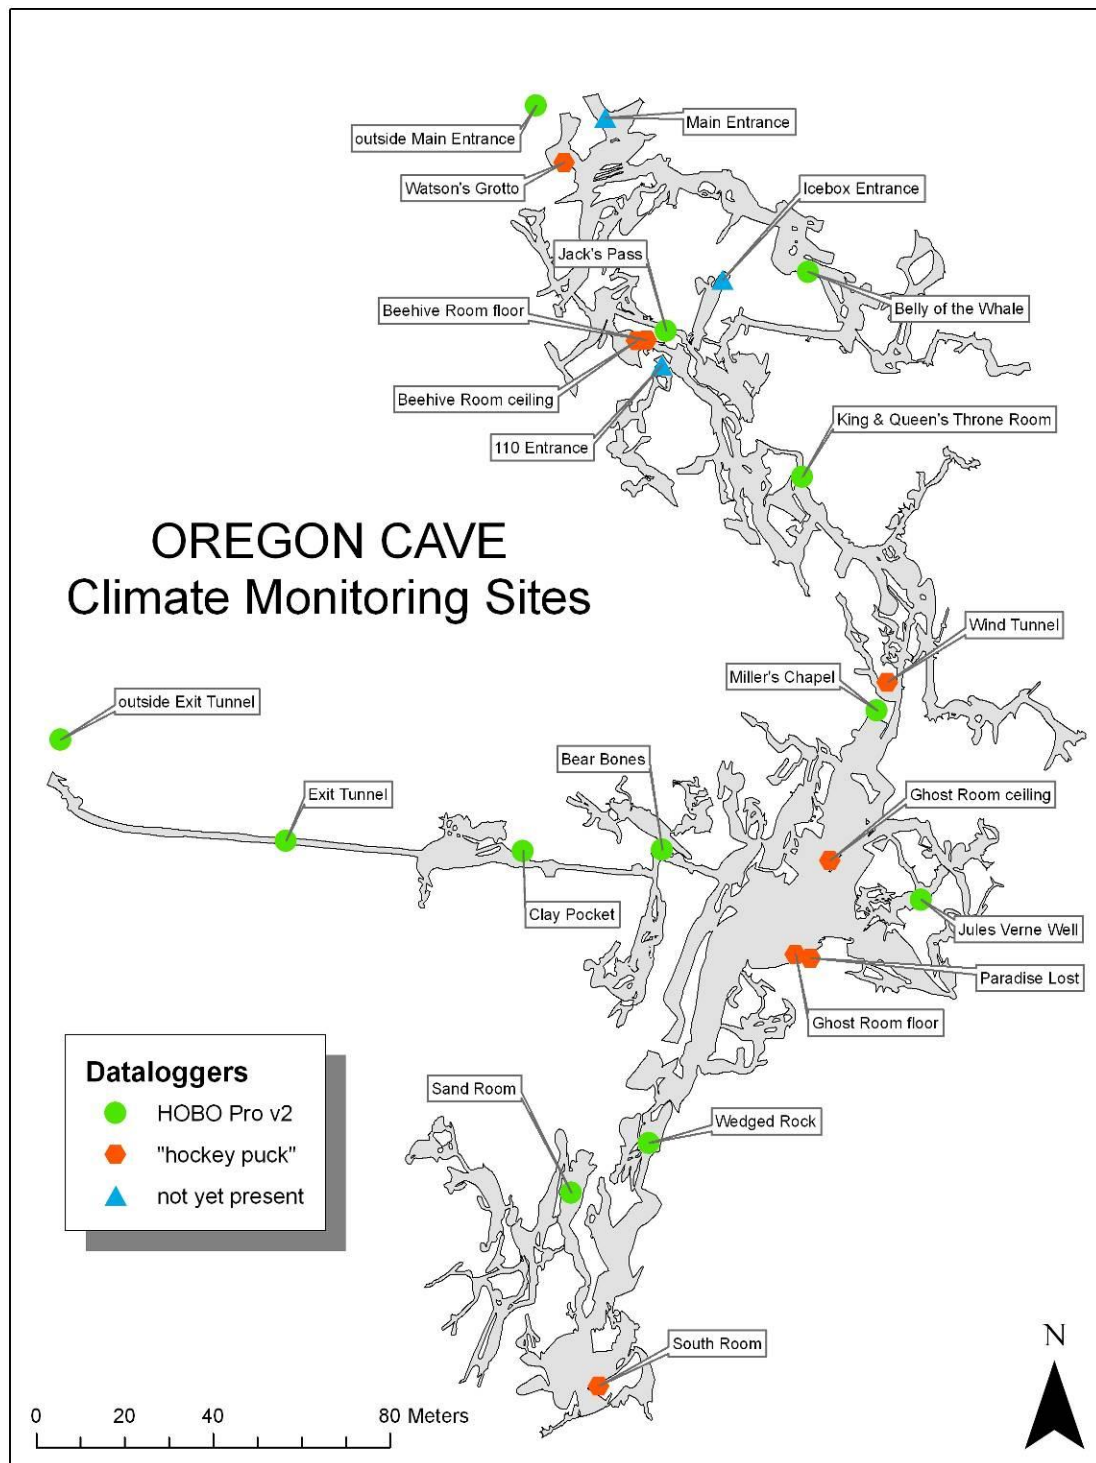 outside Main Entrance
Main Entrance
Watson's Grotto
Icebox Entrance
Jack's Pass
Beehive Room floor
Belly of the Whale
Beehive Room ceiling
King & Queen's Throne Room
110 Entrance
OREGON CAVE
Climate Monitoring Sites
Wind Tunnel
Miller's Chapel
outside Exit Tunnel
Bear Bones
Exit Tunnel
Ghost Room ceiling
Clay Pocket
Jules Verne Well
Paradise Lost
Ghost Room floor
Dataloggers
HOBO Pro v2
"hockey puck"
not yet present
Sand Room
Wedged Rock
South Room
N
0 20 40 80 Meters